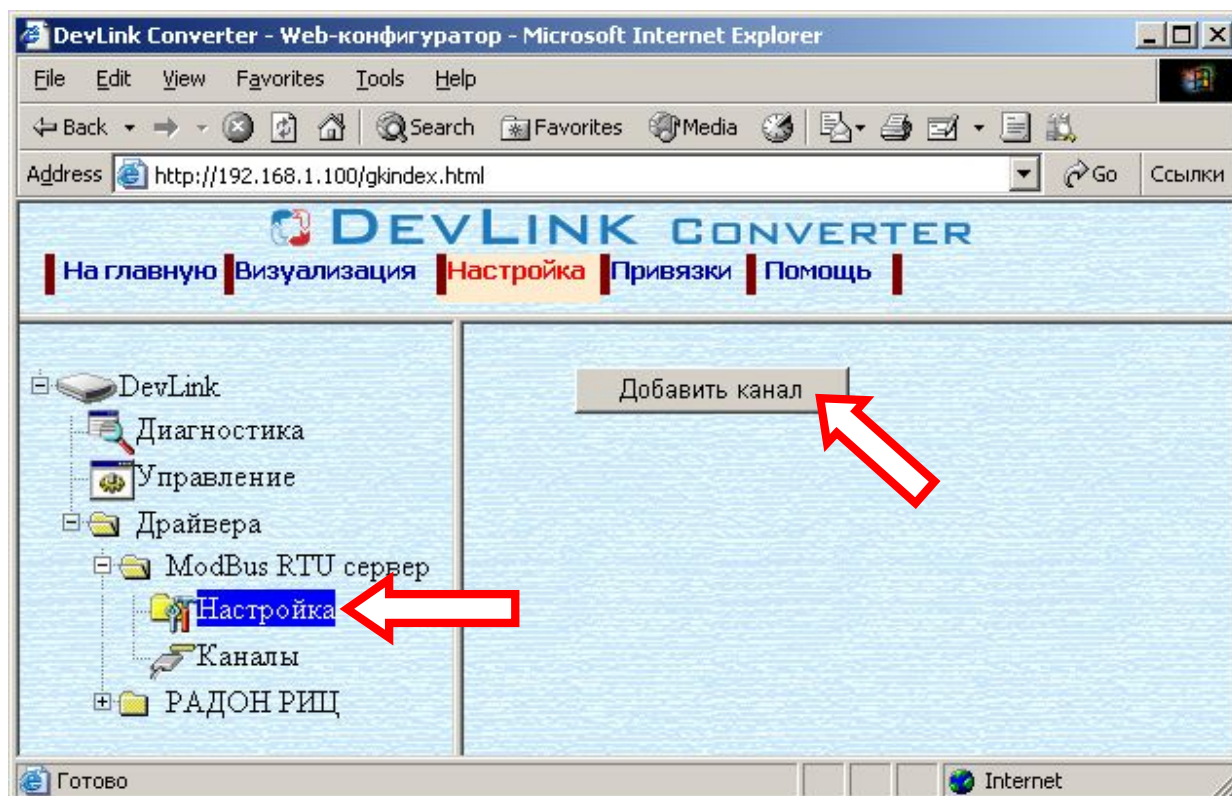 DevLink Converter - Web-конфигуратор - Microsoft Internet Explorer
File Edit View Favorites Tools Help
Back Search Favorites Media
Address http://192.168.1.100/gkindex.html Go Ссылки
DEVLINK CONVERTER
На главную Визуализация Настройка Привязки Помощь
DevLink
Добавить канал
Диагностика
Управление
Драйвера
ModBus RTU сервер
Настройка
Каналы
РАДОН РИЦ
Готово Internet